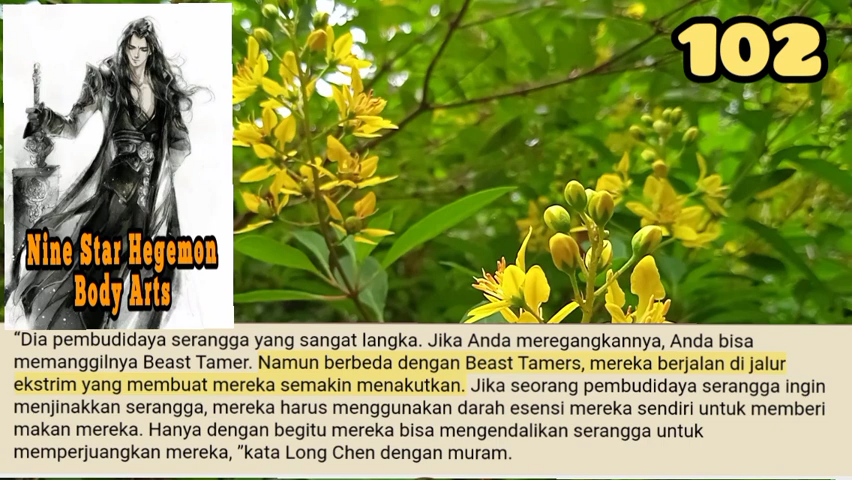 102
Nine Star Hegemon
Body Arts
“Dia pembudidaya serangga yang sangat langka. Jika Anda meregangkannya, Anda bisa
memanggilnya Beast Tamer. Namun berbeda dengan Beast Tamers, mereka berjalan di jalur
ekstrim yang membuat mereka semakin menakutkan. Jika seorang pembudidaya serangga ingin
menjinakkan serangga, mereka harus menggunakan darah esensi mereka sendiri untuk memberi
makan mereka. Hanya dengan begitu mereka bisa mengendalikan serangga untuk
memperjuangkan mereka, ”kata Long Chen dengan muram.